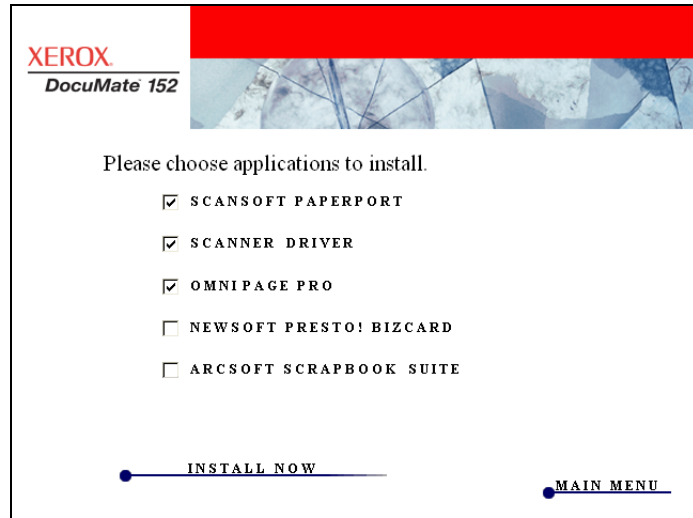 XEROX.
DocuMate 152
Please choose applications to install.
SCANSOFT PAPERPORT
SCANNER DRIVER
OMNIPAGE PRO
NEWSOFT PRESTO! BIZCARD
ARCSOFT SCRAPBOOK SUITE
INSTALL NOW
MAIN MENU